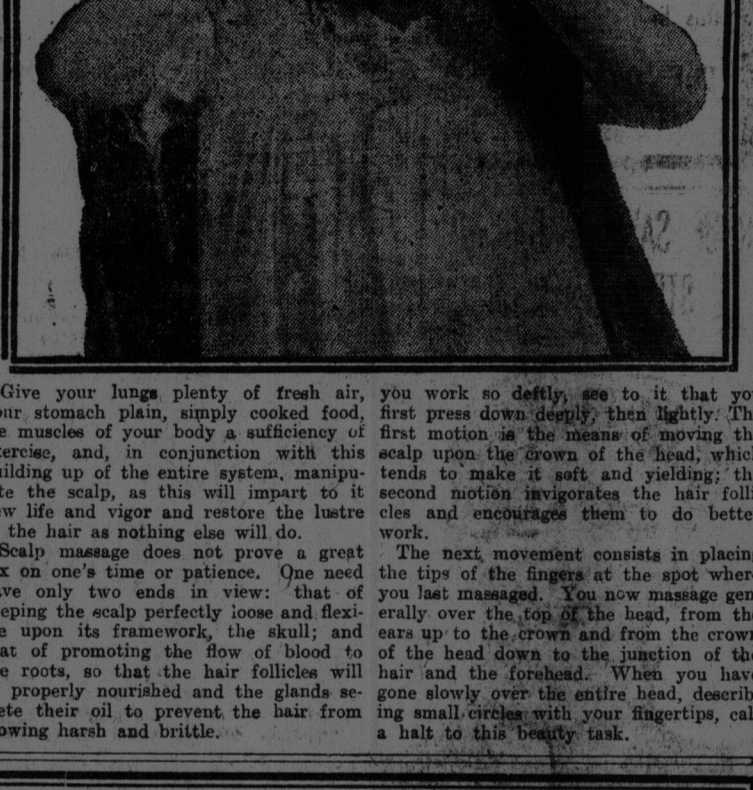 Give your lungs plenty of fresh air,
ur stomach plain, simply cooked food,
e muscles of your body a sufficiency of
ercise, and, in conjunction with this
ilding up of the entire system, manipu-
te the scalp, as this will impart to it
w life and vigor and restore the lustre
the hair as nothing else will do.
Scalp massage does not prove a great
x on one's time or patience. One need
ve only two ends in view: that of
eping the scalp perfectly loose and flexi-
e upon its framework, the skull; and
at of promoting the flow of blood to
e roots, so that the hair follicles will
properly nourished and the glands se-
ete their oil to prevent the hair from
owing harsh and brittle.
you work so deftly, see to it that yo
first press down deeply, then lightly. Th
first motion is the means of moving th
scalp upon the crown of the head, whic
tends to make it soft and yielding; th
second motion invigorates the hair folli
cles and encourages them to do bette
work.
The next movement consists in placin
the tips of the fingers at the spot wher
you last massaged. You now massage gen
erally over the top of the head, from th
ears up to the crown and from the crow
of the head down to the junction of th
hair and the forehead. When you hav
gone slowly over the entire head, describ
ing small circles with your fingertips, cal
a halt to this beauty task.